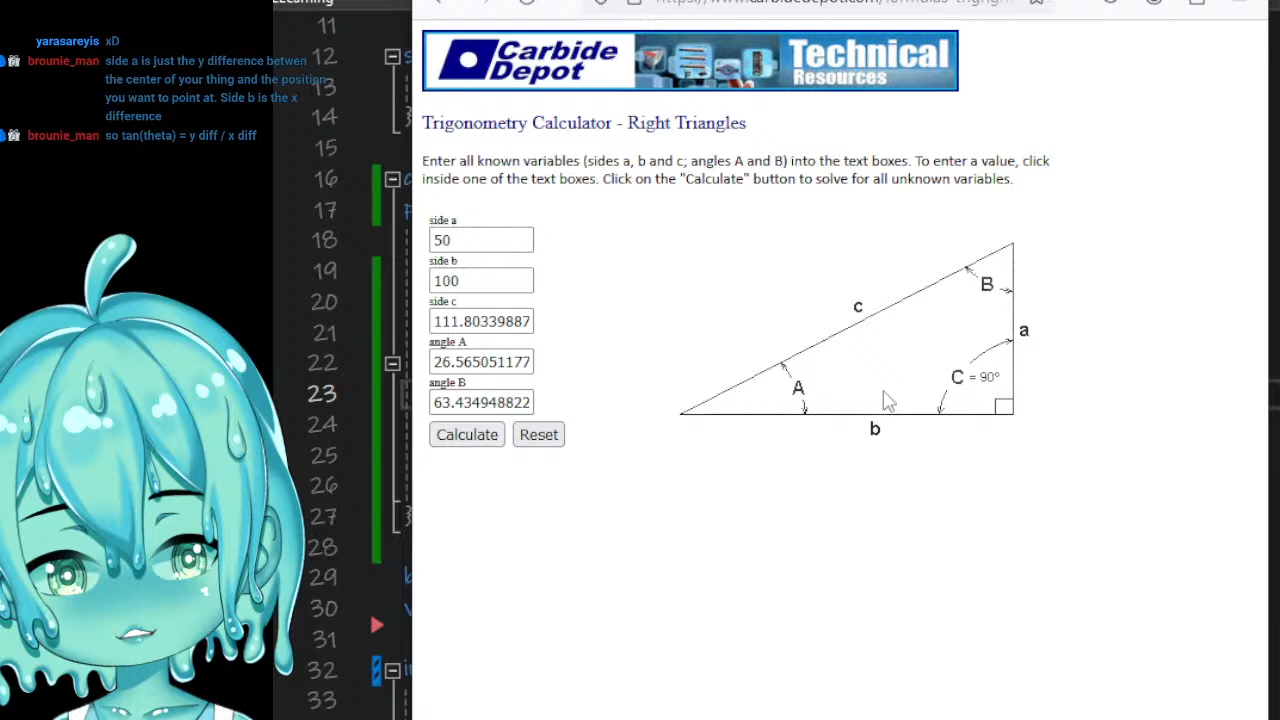 yarasareyis xD
brounie_man side a is just the y difference betwen
the center of your thing and the position
you want to point at. Side b is the x
difference
brounie_man so tan(theta) = y diff / x diff
11
12
13
14
15
16
17
18
19
20
21
22
23
24
25
26
27
28
29
30
31
32
33
Carbide
Depot
Technical
Resources
Trigonometry Calculator - Right Triangles
Enter all known variables (sides a, b and c; angles A and B) into the text boxes. To enter a value, click
inside one of the text boxes. Click on the "Calculate" button to solve for all unknown variables.
side a
50
side b
100
side c
111.80339887
angle A
26.565051177
angle B
63.434948822
Calculate Reset
B
c
a
C = 90°
A
b